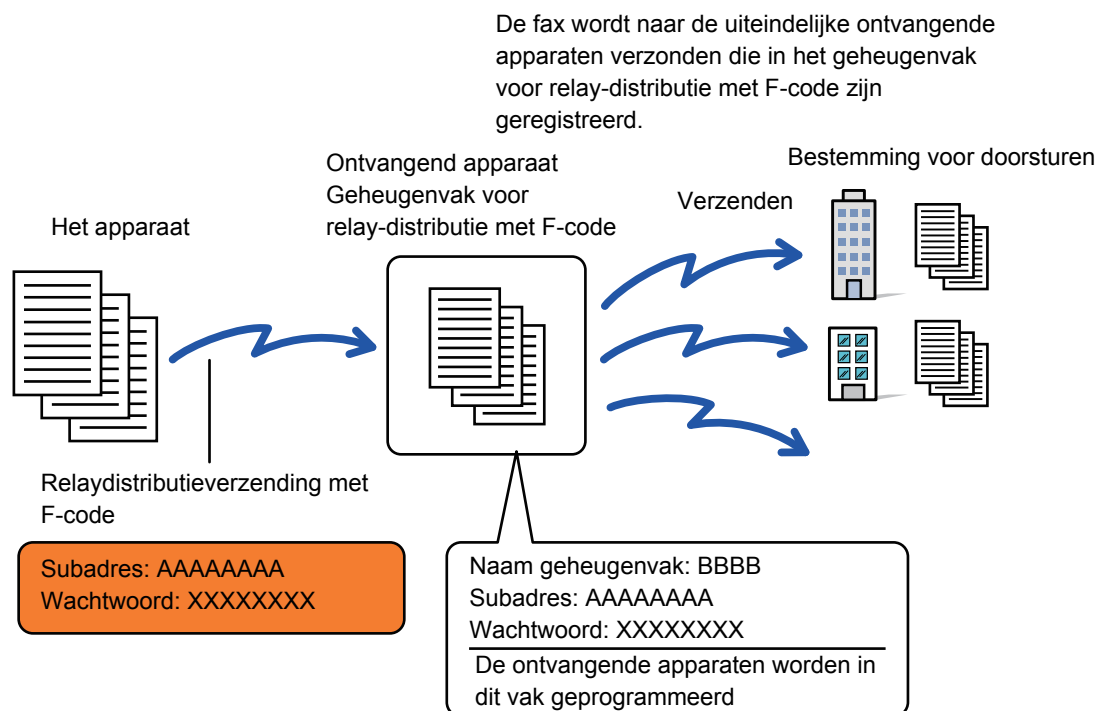 De fax wordt naar de uiteindelijke ontvangende
apparaten verzonden die in het geheugenvak
voor relay-distributie met F-code zijn
geregistreerd.
Ontvangend apparaat
Geheugenvak voor
relay-distributie met F-code
Bestemming voor doorsturen
Verzenden
Het apparaat
Relaydistributieverzending met
F-code
Subadres: AAAAAAAA
Wachtwoord: XXXXXXXX
Naam geheugenvak: BBBB
Subadres: AAAAAAAA
Wachtwoord: XXXXXXXX
De ontvangende apparaten worden in
dit vak geprogrammeerd